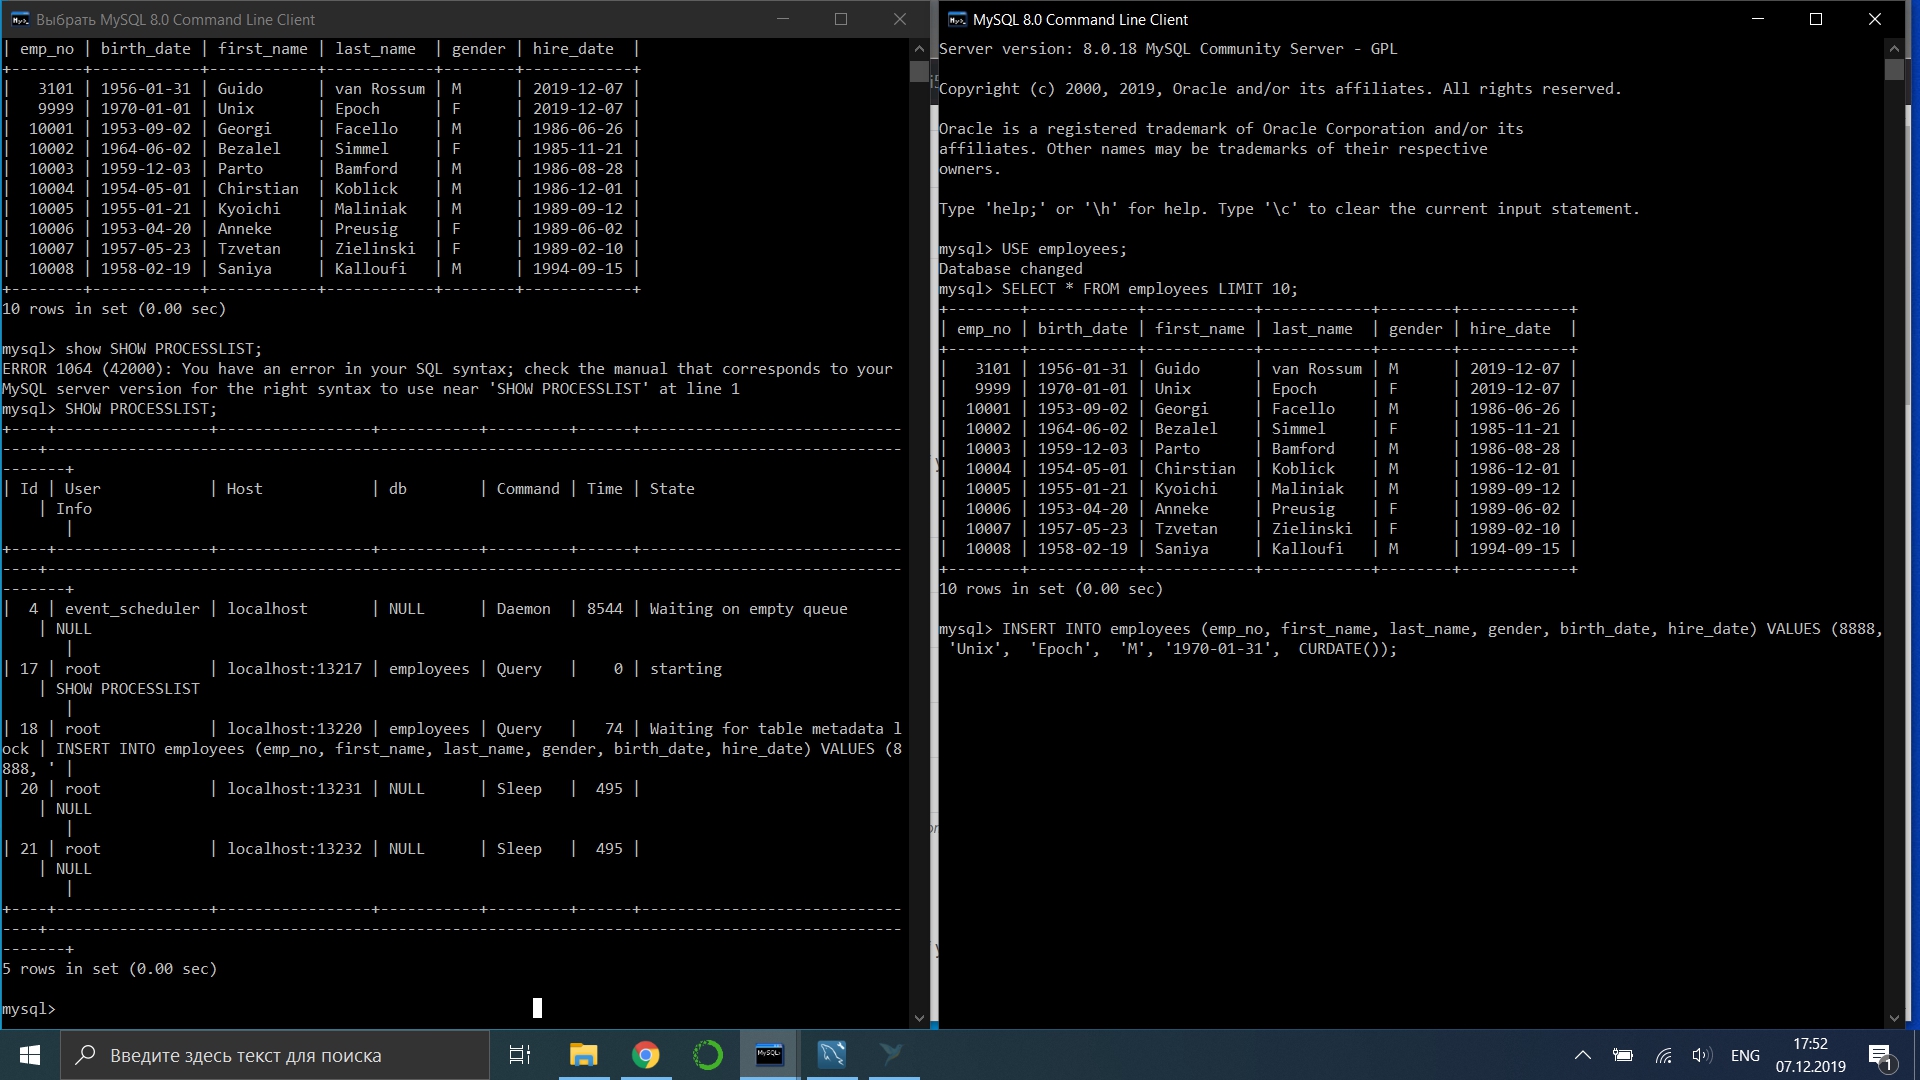 Выбрать MySQL 8.0 Command Line Client
| emp_no | birth_date | first_name | last_name  | gender | hire_date  |
+--------+------------+------------+------------+--------+------------+
|   3101 | 1956-01-31 | Guido      | van Rossum | M      | 2019-12-07 |
|   9999 | 1970-01-01 | Unix       | Epoch      | F      | 2019-12-07 |
|  10001 | 1953-09-02 | Georgi     | Facello    | M      | 1986-06-26 |
|  10002 | 1964-06-02 | Bezalel    | Simmel     | F      | 1985-11-21 |
|  10003 | 1959-12-03 | Parto      | Bamford    | M      | 1986-08-28 |
|  10004 | 1954-05-01 | Chirstian  | Koblick    | M      | 1986-12-01 |
|  10005 | 1955-01-21 | Kyoichi    | Maliniak   | M      | 1989-09-12 |
|  10006 | 1953-04-20 | Anneke     | Preusig    | F      | 1989-06-02 |
|  10007 | 1957-05-23 | Tzvetan    | Zielinski  | F      | 1989-02-10 |
|  10008 | 1958-02-19 | Saniya     | Kalloufi   | M      | 1994-09-15 |
+--------+------------+------------+------------+--------+------------+
10 rows in set (0.00 sec)
mysql> show SHOW PROCESSLIST;
ERROR 1064 (42000): You have an error in your SQL syntax; check the manual that corresponds to your
MySQL server version for the right syntax to use near 'SHOW PROCESSLIST' at line 1
mysql> SHOW PROCESSLIST;
| Id | User            | Host            | db        | Command | Time | State
    | Info
       |
|  4 | event_scheduler | localhost       | NULL      | Daemon  | 8544 | Waiting on empty queue
    | NULL
       |
| 17 | root            | localhost:13217 | employees | Query   |    0 | starting
    | SHOW PROCESSLIST
       |
| 18 | root            | localhost:13220 | employees | Query   |   74 | Waiting for table metadata l
ock | INSERT INTO employees (emp_no, first_name, last_name, gender, birth_date, hire_date) VALUES (8
888, ' |
| 20 | root            | localhost:13231 | NULL      | Sleep   |  495 |
    | NULL
       |
| 21 | root            | localhost:13232 | NULL      | Sleep   |  495 |
    | NULL
       |
5 rows in set (0.00 sec)
mysql>
MySQL 8.0 Command Line Client
Server version: 8.0.18 MySQL Community Server - GPL
Copyright (c) 2000, 2019, Oracle and/or its affiliates. All rights reserved.
Oracle is a registered trademark of Oracle Corporation and/or its
affiliates. Other names may be trademarks of their respective
owners.
Type 'help;' or '\h' for help. Type '\c' to clear the current input statement.
mysql> USE employees;
Database changed
mysql> SELECT * FROM employees LIMIT 10;
+--------+------------+------------+------------+--------+------------+
| emp_no | birth_date | first_name | last_name  | gender | hire_date  |
+--------+------------+------------+------------+--------+------------+
|   3101 | 1956-01-31 | Guido      | van Rossum | M      | 2019-12-07 |
|   9999 | 1970-01-01 | Unix       | Epoch      | F      | 2019-12-07 |
|  10001 | 1953-09-02 | Georgi     | Facello    | M      | 1986-06-26 |
|  10002 | 1964-06-02 | Bezalel    | Simmel     | F      | 1985-11-21 |
|  10003 | 1959-12-03 | Parto      | Bamford    | M      | 1986-08-28 |
|  10004 | 1954-05-01 | Chirstian  | Koblick    | M      | 1986-12-01 |
|  10005 | 1955-01-21 | Kyoichi    | Maliniak   | M      | 1989-09-12 |
|  10006 | 1953-04-20 | Anneke     | Preusig    | F      | 1989-06-02 |
|  10007 | 1957-05-23 | Tzvetan    | Zielinski  | F      | 1989-02-10 |
|  10008 | 1958-02-19 | Saniya     | Kalloufi   | M      | 1994-09-15 |
+--------+------------+------------+------------+--------+------------+
10 rows in set (0.00 sec)
mysql> INSERT INTO employees (emp_no, first_name, last_name, gender, birth_date, hire_date) VALUES (8888,
 'Unix',  'Epoch',  'M', '1970-01-31',  CURDATE());
Введите здесь текст для поиска
MySQL
ENG
17:52
07.12.2019
1